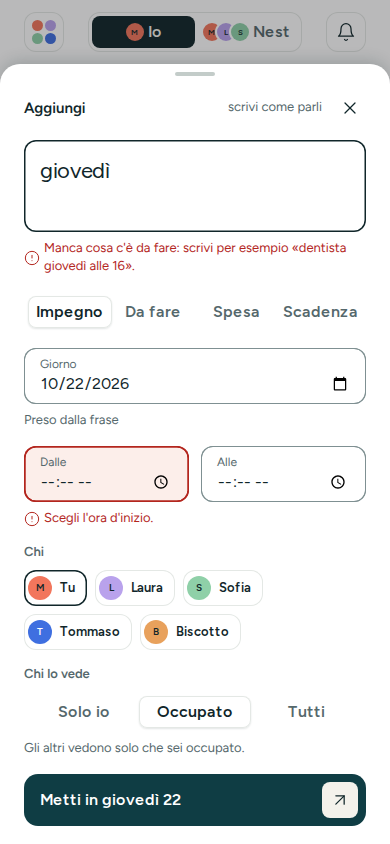 M Io
M L S Nest
Aggiungi
scrivi come parli
giovedì
Manca cosa c'è da fare: scrivi per esempio «dentista
giovedì alle 16».
Impegno Da fare Spesa Scadenza
Giorno
10/22/2026
Preso dalla frase
Dalle
--:-- --
Alle
--:-- --
Scegli l'ora d'inizio.
Chi
M Tu
L Laura
S Sofia
T Tommaso
B Biscotto
Chi lo vede
Solo io Occupato Tutti
Gli altri vedono solo che sei occupato.
Metti in giovedì 22